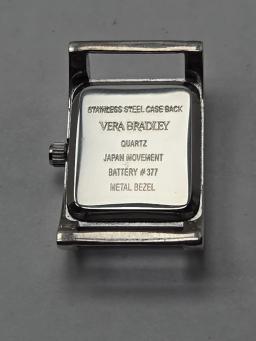 STAINLESS STEEL CASE BACK
VERA BRADLEY
QUARTZ
JAPAN MOVEMENT
BATTERY #377
METAL BEZEL